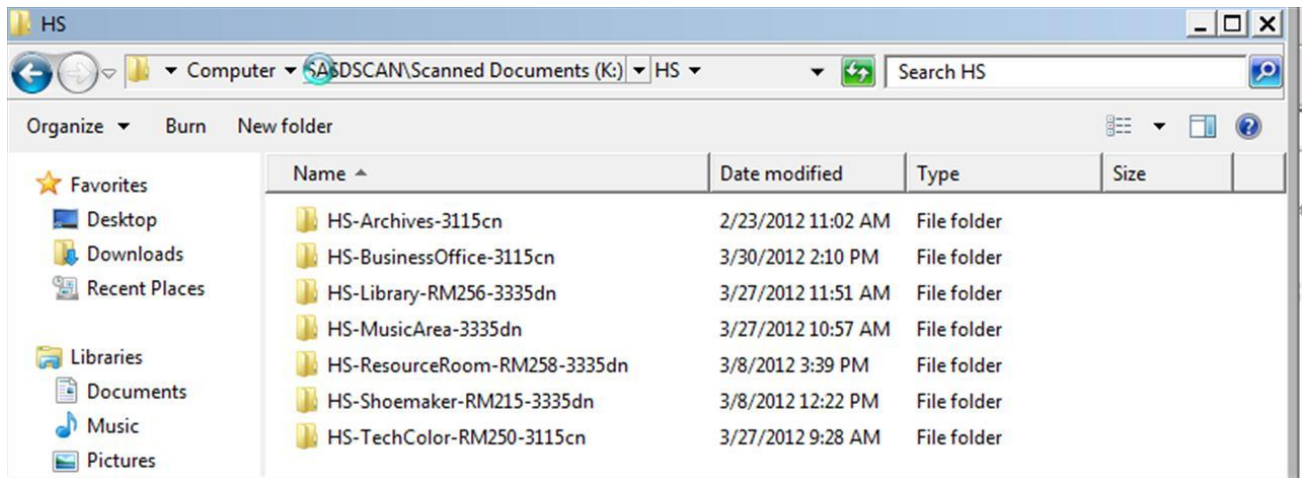 HS
Computer SASDSCAN\Scanned Documents (K:) HS Search HS
Organize Burn New folder
Name Date modified Type Size
Favorites
Desktop
Downloads
Recent Places
Libraries
Documents
Music
Pictures
HS-Archives-3115cn 2/23/2012 11:02 AM File folder
HS-BusinessOffice-3115cn 3/30/2012 2:10 PM File folder
HS-Library-RM256-3335dn 3/27/2012 11:51 AM File folder
HS-MusicArea-3335dn 3/27/2012 10:57 AM File folder
HS-ResourceRoom-RM258-3335dn 3/8/2012 3:39 PM File folder
HS-Shoemaker-RM215-3335dn 3/8/2012 12:22 PM File folder
HS-TechColor-RM250-3115cn 3/27/2012 9:28 AM File folder